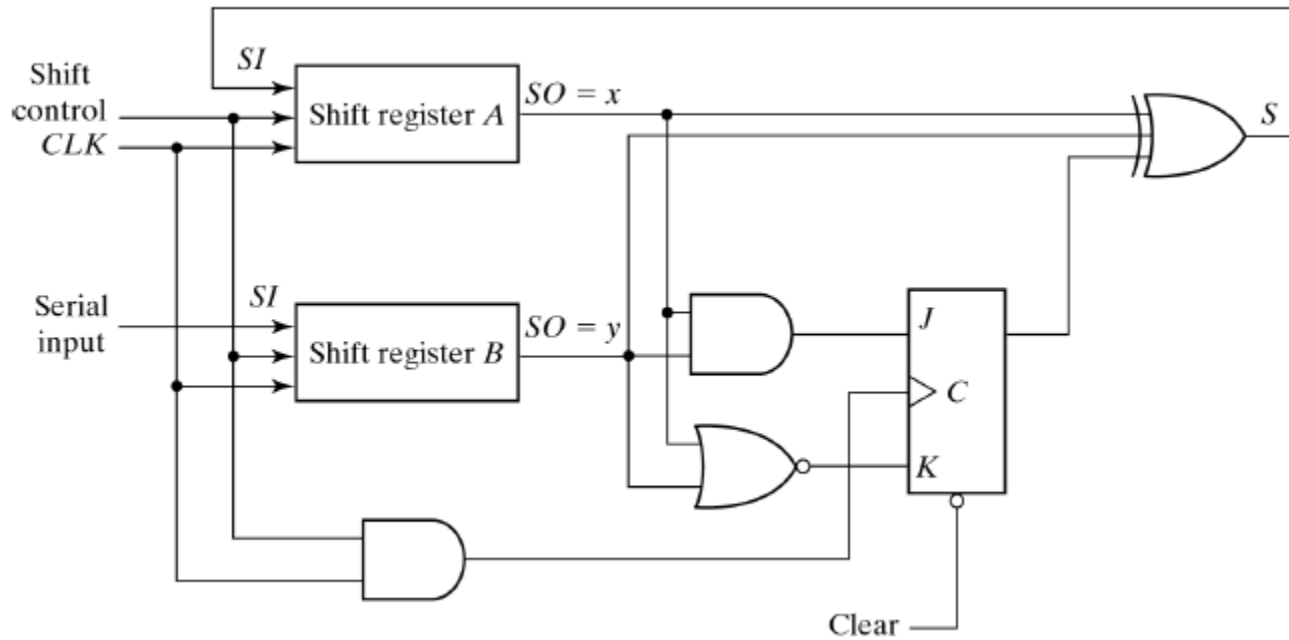 SI
Shift
control
CLK
Shift register A
SO = x
S
Serial
input
SI
Shift register B
SO = y
J
C
K
Clear